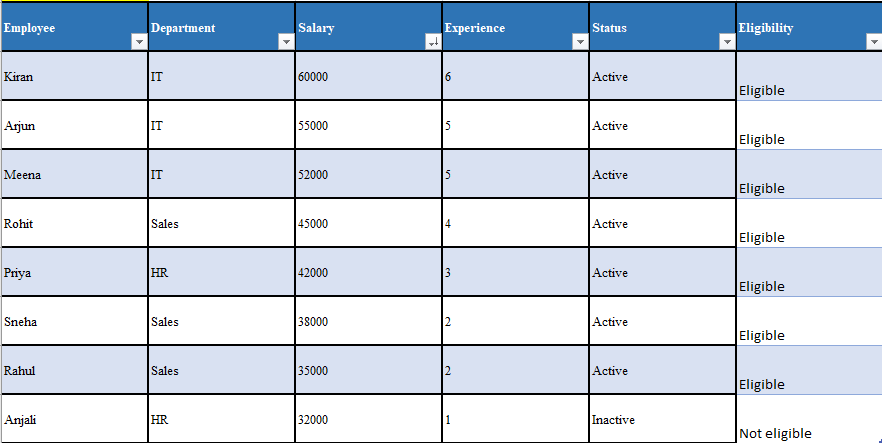 Employee Department Salary Experience Status Eligibility
Kiran IT 60000 6 Active Eligible
Arjun IT 55000 5 Active Eligible
Meena IT 52000 5 Active Eligible
Rohit Sales 45000 4 Active Eligible
Priya HR 42000 3 Active Eligible
Sneha Sales 38000 2 Active Eligible
Rahul Sales 35000 2 Active Eligible
Anjali HR 32000 1 Inactive Not eligible